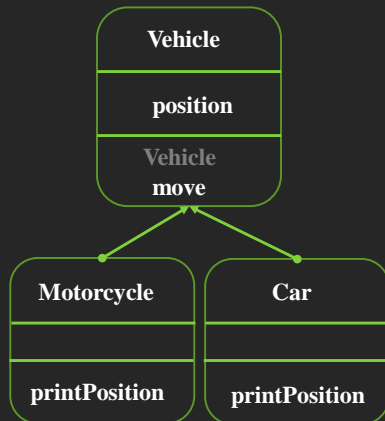 Vehicle
position
Vehicle
move
Motorcycle
printPosition
Car
printPosition